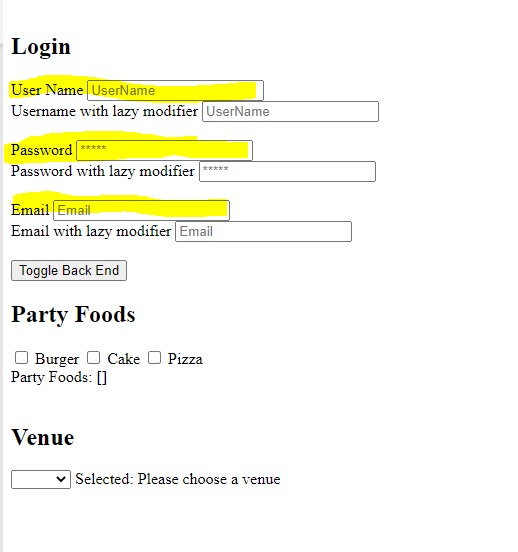 Login
User Name UserName
Username with lazy modifier UserName
Password *****
Password with lazy modifier *****
Email Email
Email with lazy modifier Email
Toggle Back End
Party Foods
Burger Cake Pizza
Party Foods: []
Venue
Selected: Please choose a venue